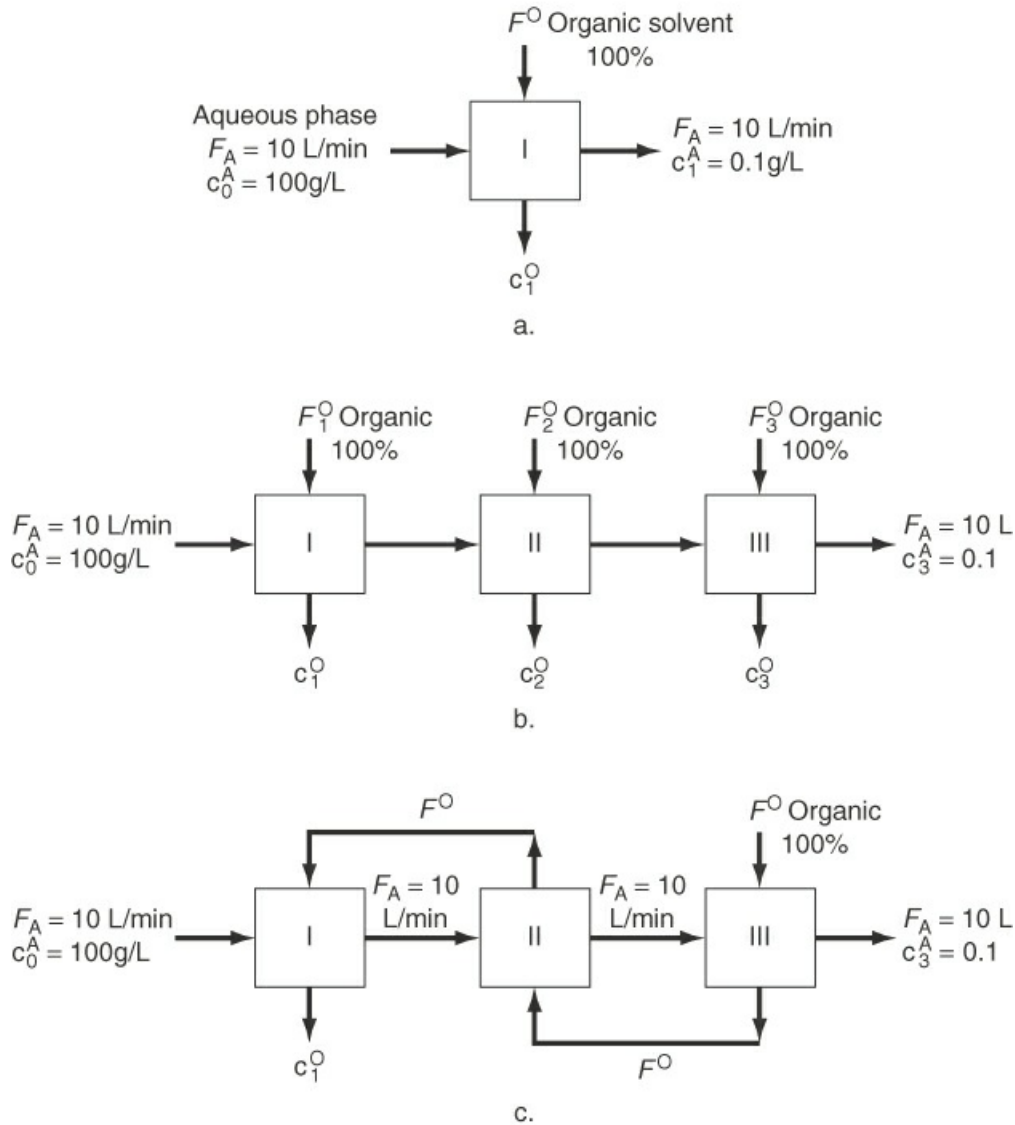 F^O Organic solvent
100%
Aqueous phase
F_A = 10 L/min
c_0^A = 100g/L
I
F_A = 10 L/min
c_1^A = 0.1g/L
c_1^O
a.
F_1^O Organic
100%
F_2^O Organic
100%
F_3^O Organic
100%
F_A = 10 L/min
c_0^A = 100g/L
I
II
III
F_A = 10 L
c_3^A = 0.1
c_1^O
c_2^O
c_3^O
b.
F^O
F^O Organic
100%
F_A = 10 L/min
c_0^A = 100g/L
I
F_A = 10
L/min
II
F_A = 10
L/min
III
F_A = 10 L
c_3^A = 0.1
c_1^O
F^O
c.